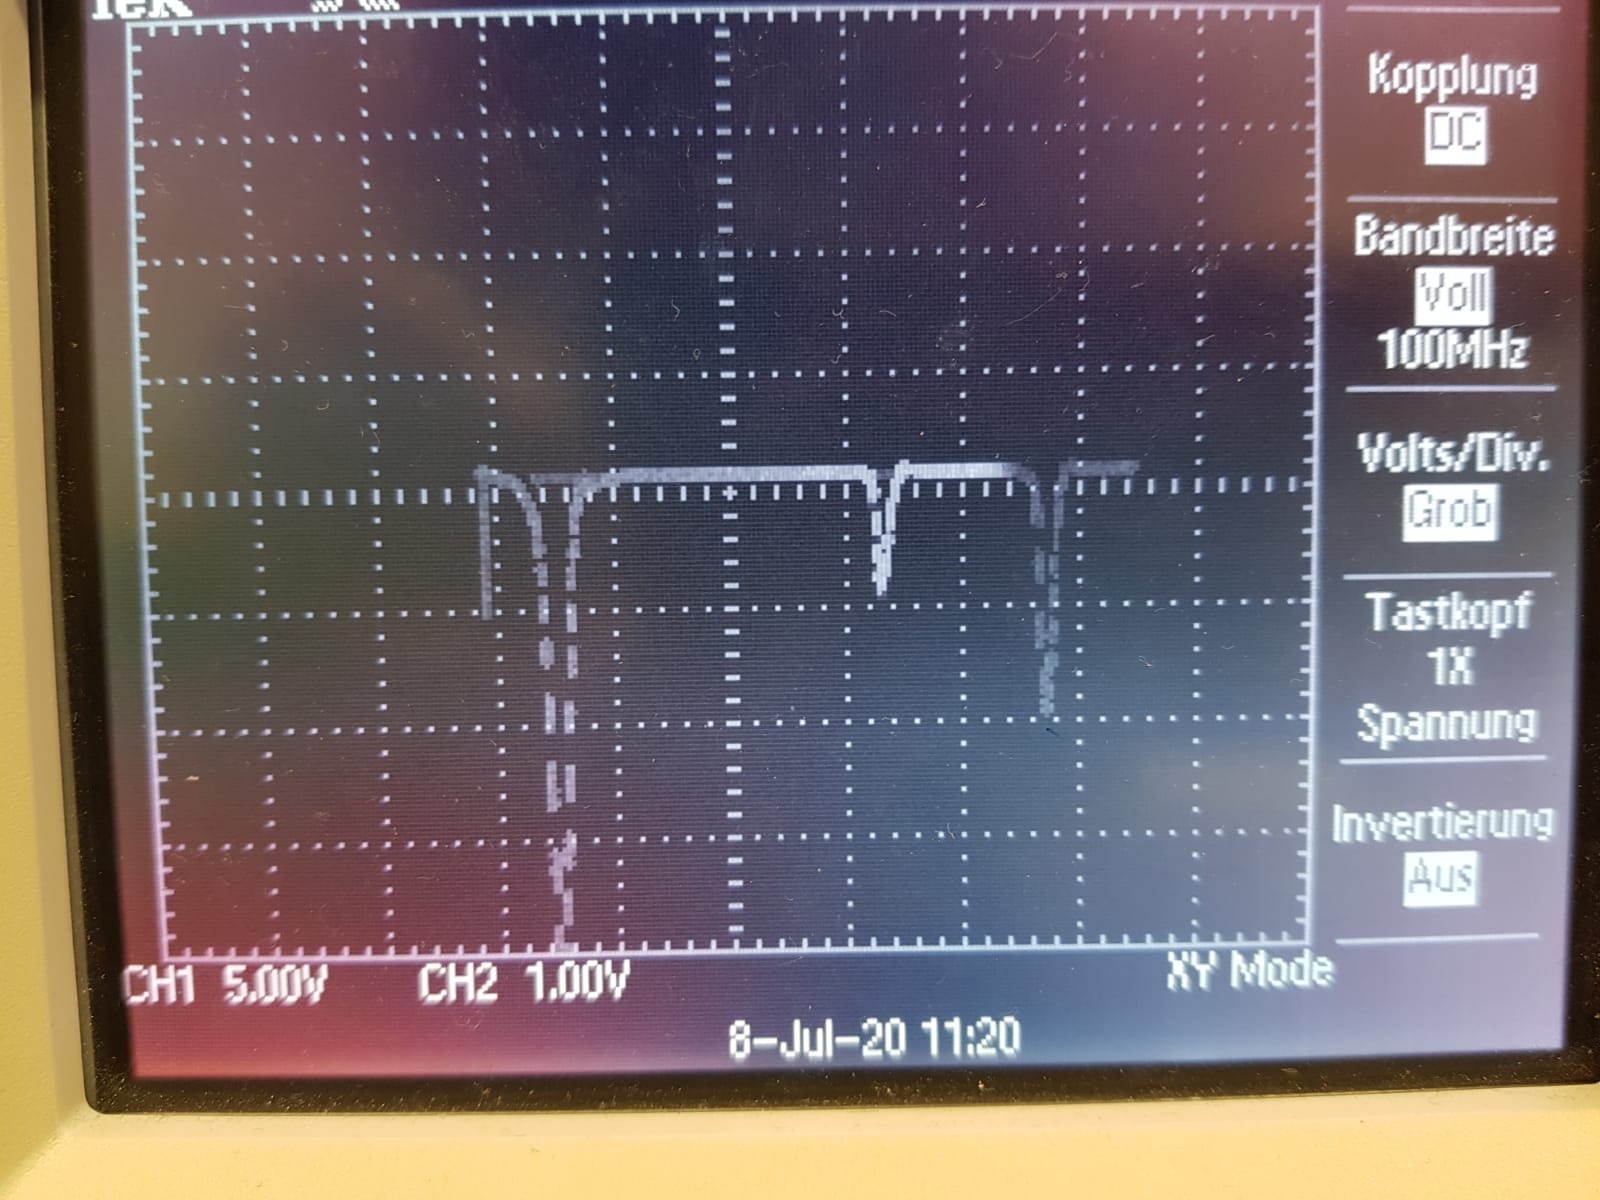 Tek
Kopplung
DC
Bandbreite
Voll
100MHz
Volts/Div.
Grob
Tastkopf
1X
Spannung
Invertierung
Aus
CH1 5.00V CH2 1.00V XY Mode
8-Jul-20 11:20